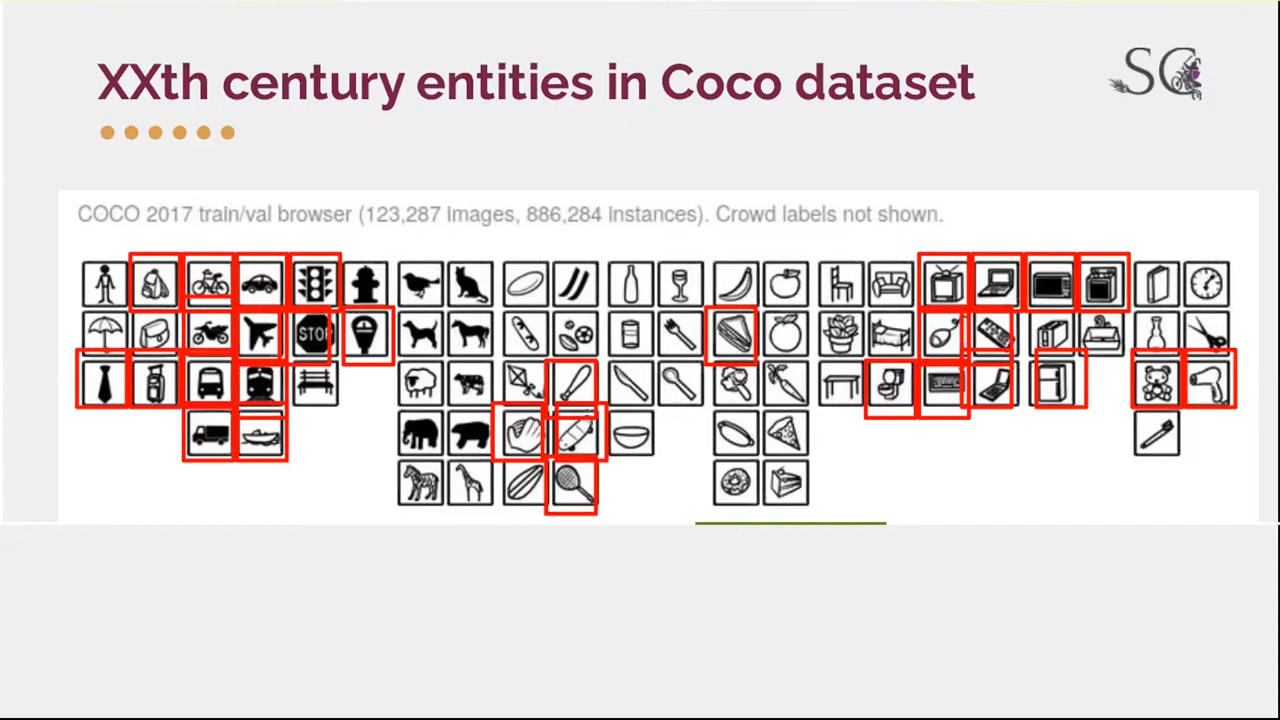 XXth century entities in Coco dataset
SC
COCO 2017 train/val browser (123,287 images, 886,284 instances). Crowd labels not shown.
STOP